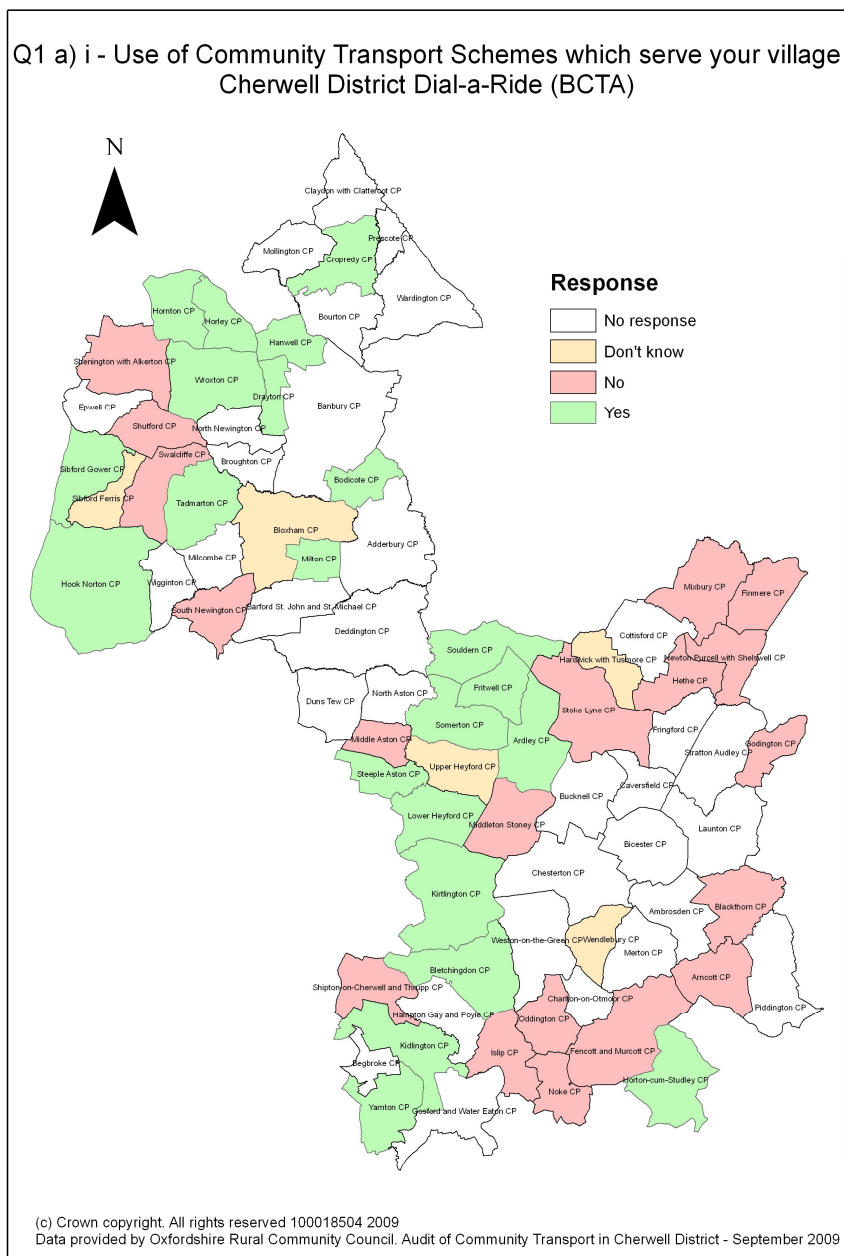 Q1 a) i - Use of Community Transport Schemes which serve your village
Cherwell District Dial-a-Ride (BCTA)
N
Claydon with Clattercot CP
Prescote CP
Mollington CP
Cropredy CP
Wardington CP
Bourton CP
Hornton CP
Horley CP
Hanwell CP
Shenington with Alkerton CP
Wroxton CP
Drayton CP
Epwell CP
Banbury CP
Shutford CP
North Newington CP
Swalcliffe CP
Broughton CP
Sibford Gower CP
Bodicote CP
Sibford Ferris CP
Tadmarton CP
Bloxham CP
Adderbury CP
Milcombe CP
Milton CP
Hook Norton CP
Wigginton CP
South Newington CP
Barford St. John and St. Michael CP
Deddington CP
Response
No response
Don't know
No
Yes
Mixbury CP
Finmere CP
Cottisford CP
Souldern CP
Hardwick with Tusmore CP
Newton Purcell with Shelswell CP
Hethe CP
Fritwell CP
Duns Tew CP
North Aston CP
Stoke Lyne CP
Somerton CP
Fringford CP
Middle Aston CP
Ardley CP
Stratton Audley CP
Godington CP
Upper Heyford CP
Steeple Aston CP
Caversfield CP
Bucknell CP
Lower Heyford CP
Middleton Stoney CP
Launton CP
Bicester CP
Chesterton CP
Kirtlington CP
Blackthorn CP
Ambrosden CP
Weston-on-the-Green CP
Wendlebury CP
Merton CP
Bletchingdon CP
Arncott CP
Shipton-on-Cherwell and Thrupp CP
Charlton-on-Otmoor CP
Piddington CP
Hampton Gay and Poyle CP
Oddington CP
Kidlington CP
Islip CP
Fencott and Murcott CP
Begbroke CP
Horton-cum-Studley CP
Noke CP
Yarnton CP
Gosford and Water Eaton CP
(c) Crown copyright. All rights reserved 100018504 2009
Data provided by Oxfordshire Rural Community Council. Audit of Community Transport in Cherwell District - September 2009